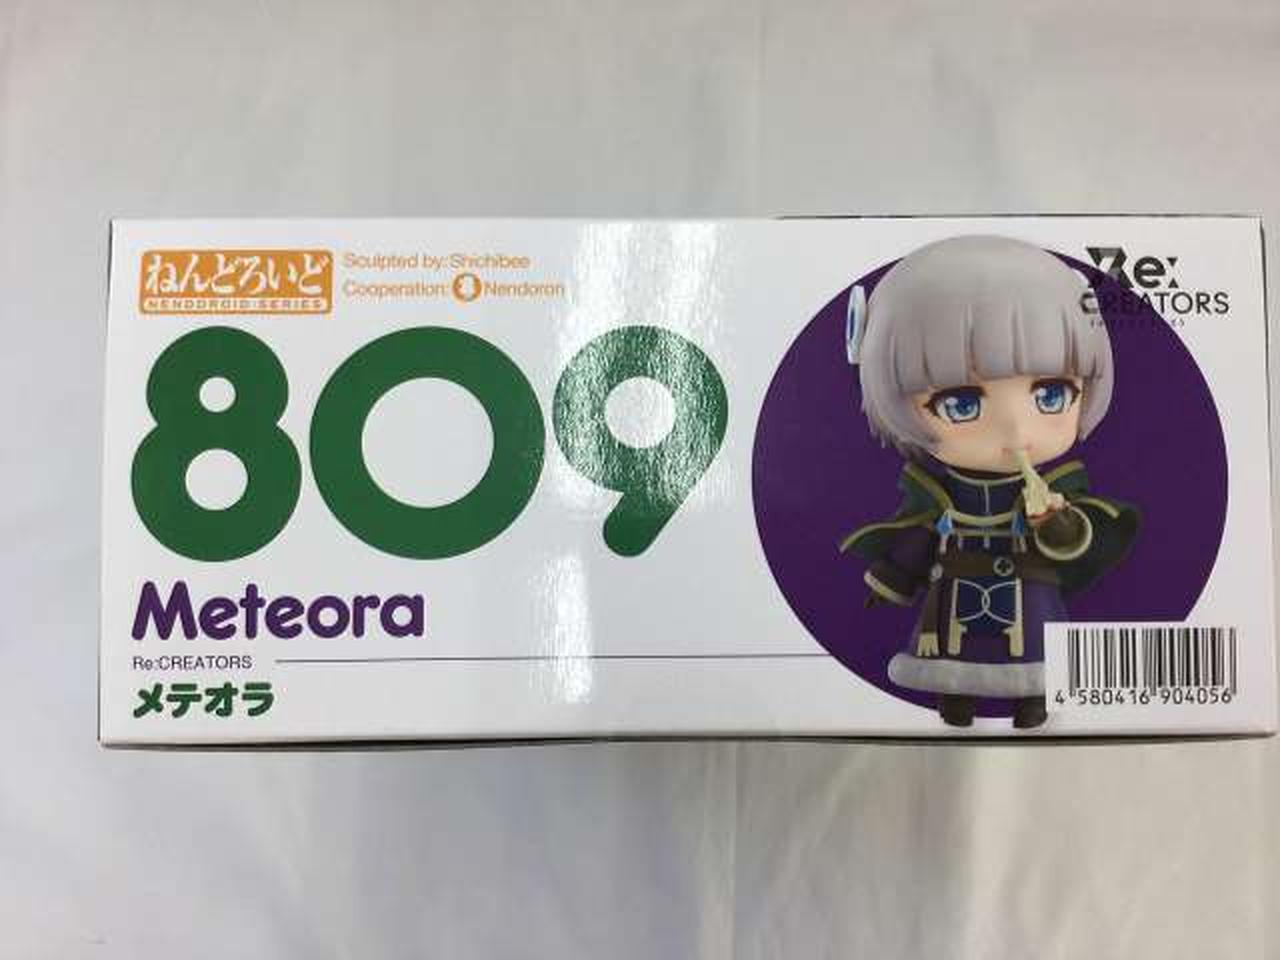 ねんどろいど
NENDOROID SERIES
Sculpted by: Shichibee
Cooperation: Nendoron
809
Meteora
Re:CREATORS
メテオラ
Re:
CREATORS
4 580416 904056